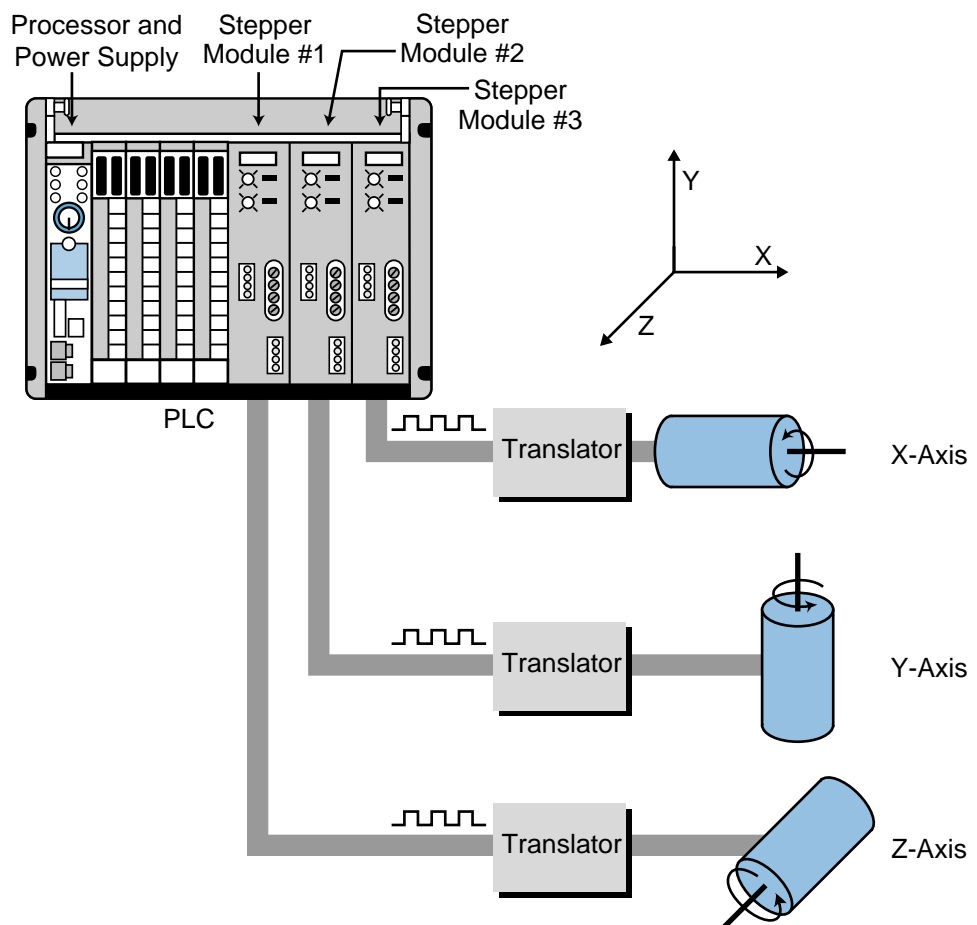 Processor and
Power Supply
Stepper
Module #1
Stepper
Module #2
Stepper
Module #3
Y
X
Z
PLC
Translator
X-Axis
Translator
Y-Axis
Translator
Z-Axis